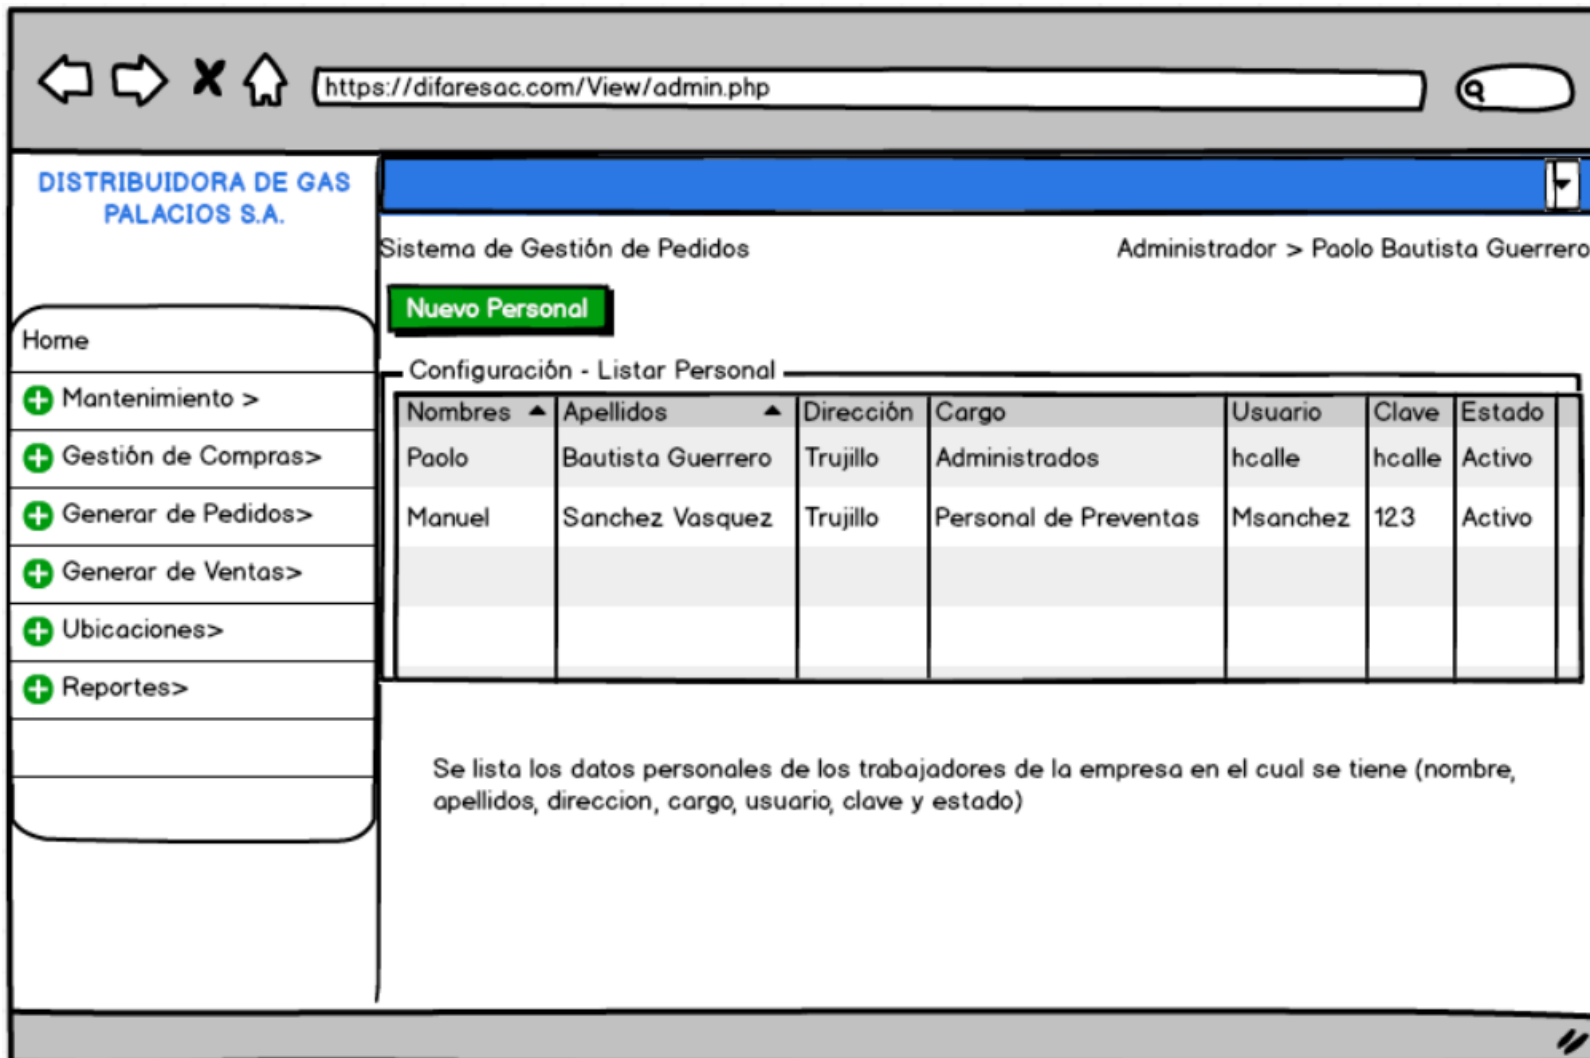 https://difaresac.com/View/admin.php
DISTRIBUIDORA DE GAS
PALACIOS S.A.
Sistema de Gestión de Pedidos
Administrador > Paolo Bautista Guerrero
Nuevo Personal
Home
Mantenimiento >
Gestión de Compras>
Generar de Pedidos>
Generar de Ventas>
Ubicaciones>
Reportes>
Configuración - Listar Personal
Nombres Apellidos Dirección Cargo Usuario Clave Estado
Paolo Bautista Guerrero Trujillo Administrados hcalle hcalle Activo
Manuel Sanchez Vasquez Trujillo Personal de Preventas Msanchez 123 Activo
Se lista los datos personales de los trabajadores de la empresa en el cual se tiene (nombre,
apellidos, direccion, cargo, usuario, clave y estado)